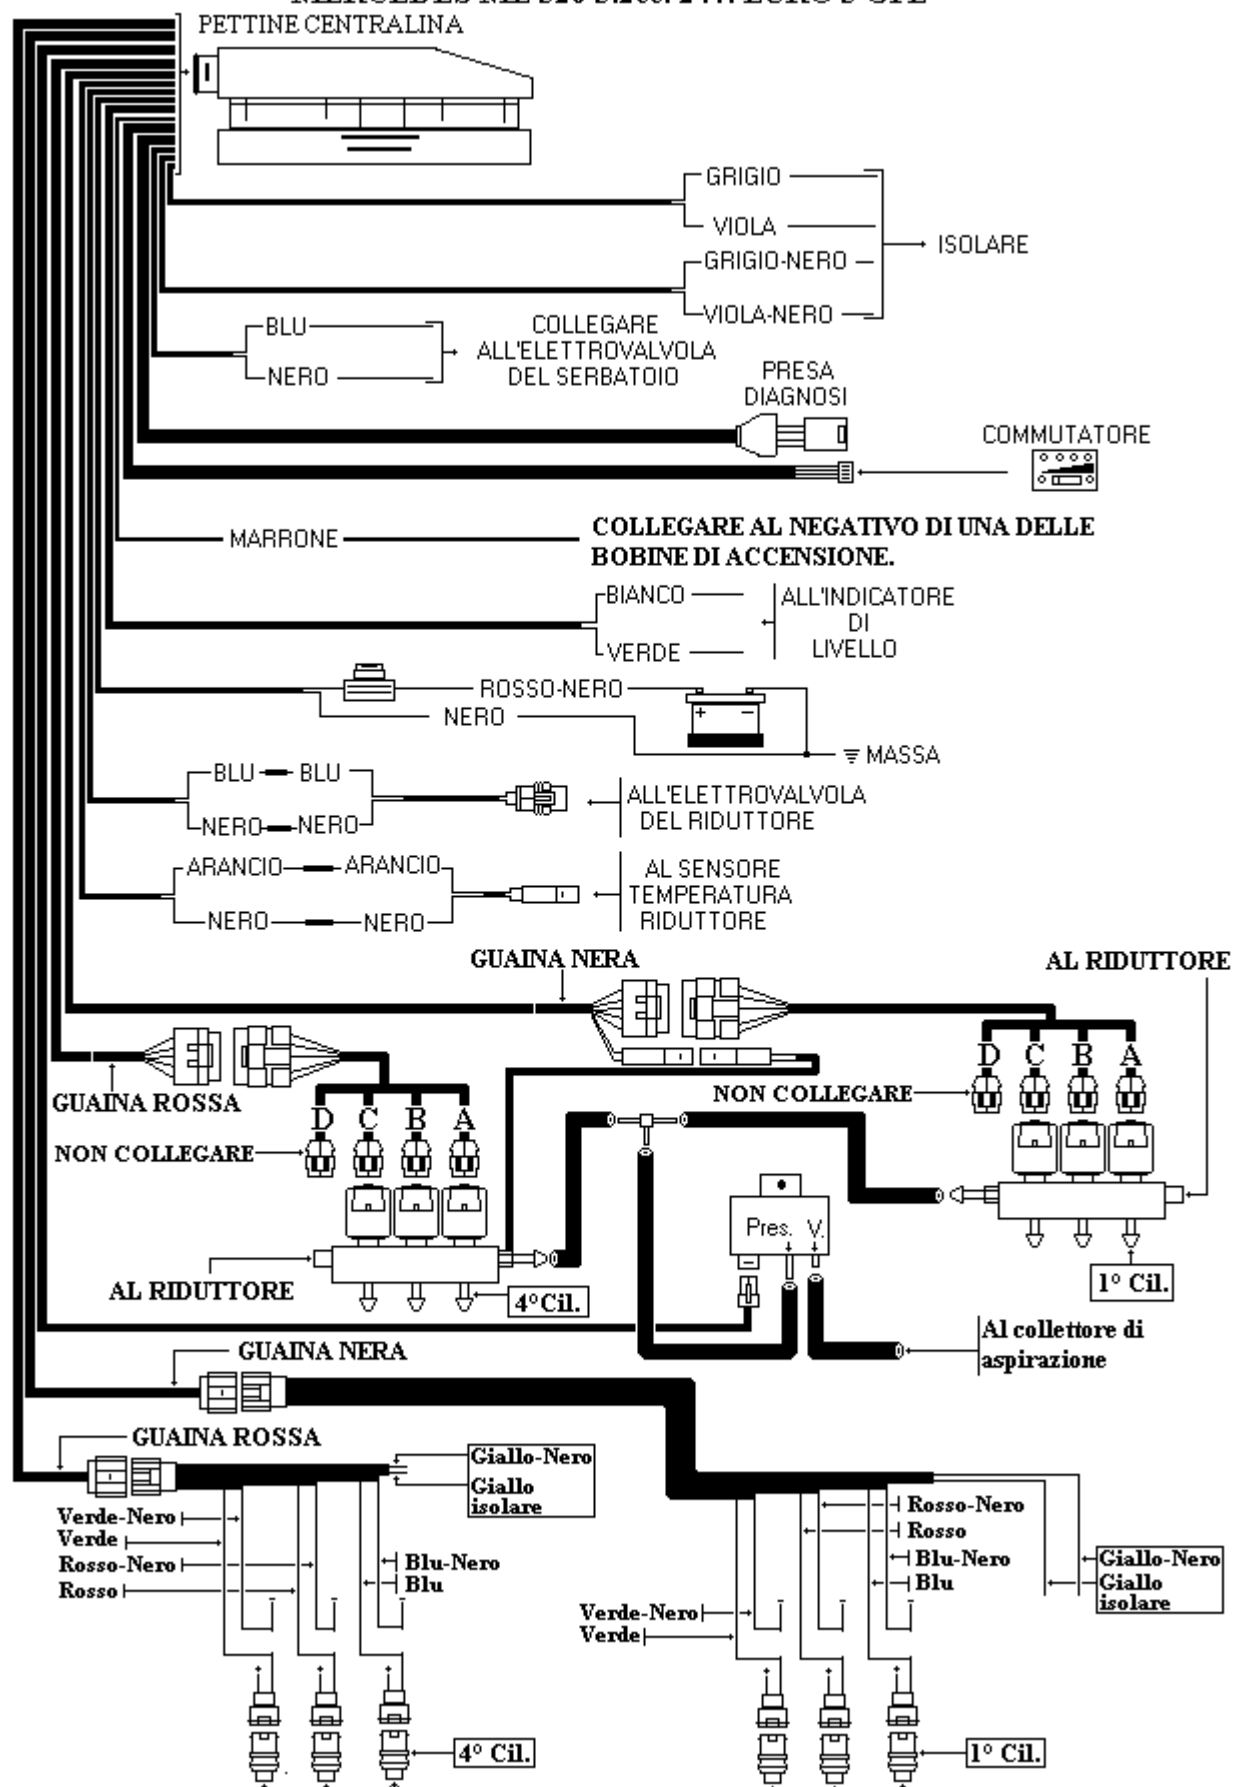 PETTINE CENTRALINA
GRIGIO
VIOLA
GRIGIO-NERO
VIOLA-NERO
ISOLARE
BLU
NERO
COLLEGARE
ALL'ELETTROVALVOLA
DEL SERBATOIO
PRESA
DIAGNOSI
COMMUTATORE
MARRONE
COLLEGARE AL NEGATIVO DI UNA DELLE
BOBINE DI ACCENSIONE.
BIANCO
VERDE
ALL'INDICATORE
DI
LIVELLO
ROSSO-NERO
NERO
+ −
MASSA
BLU BLU
NERO NERO
ALL'ELETTROVALVOLA
DEL RIDUTTORE
ARANCIO ARANCIO
NERO NERO
AL SENSORE
TEMPERATURA
RIDUTTORE
GUAINA NERA
AL RIDUTTORE
D C B A
NON COLLEGARE
GUAINA ROSSA
D C B A
NON COLLEGARE
Pres. V.
AL RIDUTTORE
4°Cil.
1° Cil.
Al collettore di
aspirazione
GUAINA NERA
GUAINA ROSSA
Giallo-Nero
Giallo
isolare
Verde-Nero
Verde
Rosso-Nero
Rosso
Blu-Nero
Blu
Rosso-Nero
Rosso
Blu-Nero
Blu
Giallo-Nero
Giallo
isolare
Verde-Nero
Verde
4° Cil.
1° Cil.